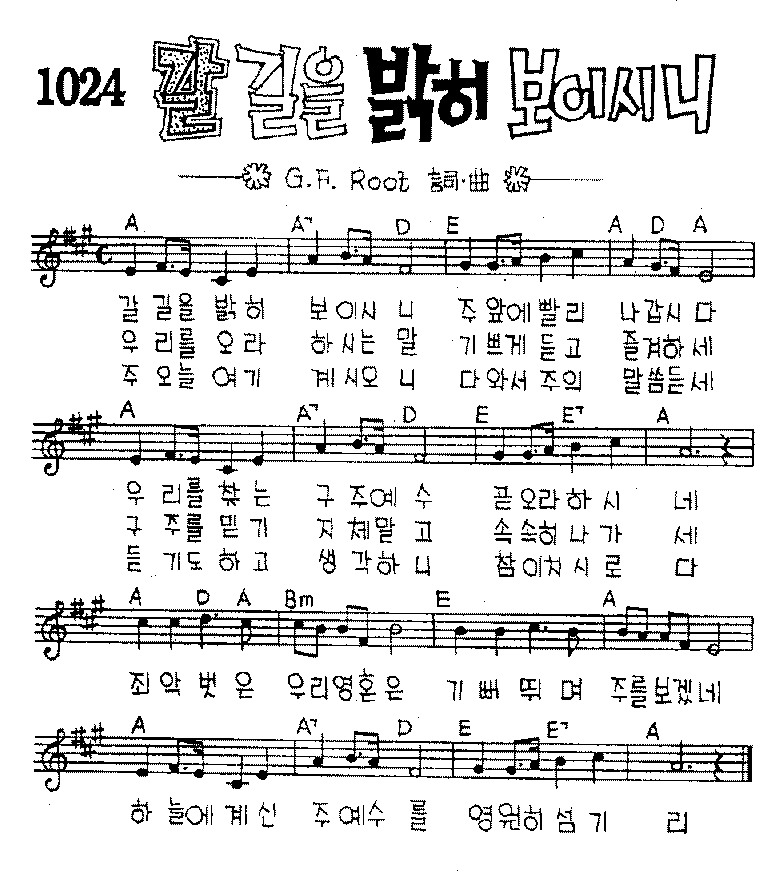 1024 갈 길을 밝히 보이시니
G.F. Root 詞·曲
A A7 D E A D A
갈 길을 밝히 보이시니 주 앞에 빨리 나갑시다
우리를 오라 하시는 말 기쁘게 듣고 즐겨하세
주 오늘 여기 계시오니 다와서 주의 말씀듣세
A A7 D E E7 A
우리를 찾는 구주예수 곧 오라하시네
구주를 믿기 지체말고 속속히 나가세
듣기도 하고 생각하니 참이치시로다
A D A Bm E A
죄악벗은 우리영혼은 기뻐뛰며 주를보겠네
A A7 D E E7 A
하늘에계신 주예수를 영원히섬기리